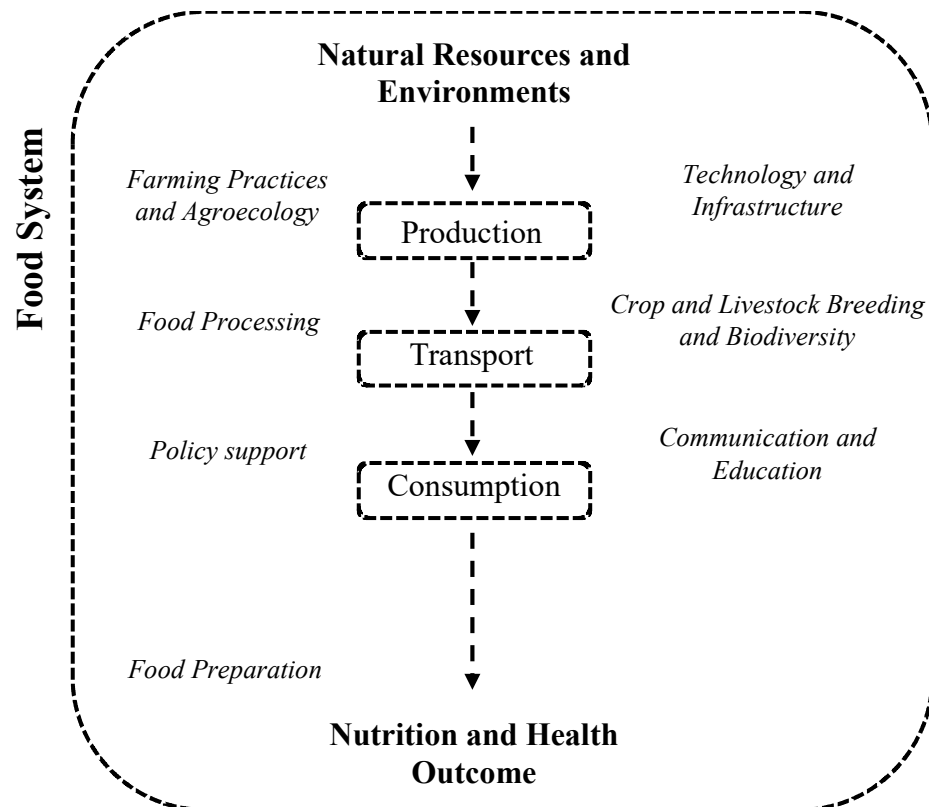 Natural Resources and
Environments
Food System
Farming Practices
and Agroecology
Technology and
Infrastructure
Production
Food Processing
Crop and Livestock Breeding
and Biodiversity
Transport
Policy support
Communication and
Education
Consumption
Food Preparation
Nutrition and Health
Outcome